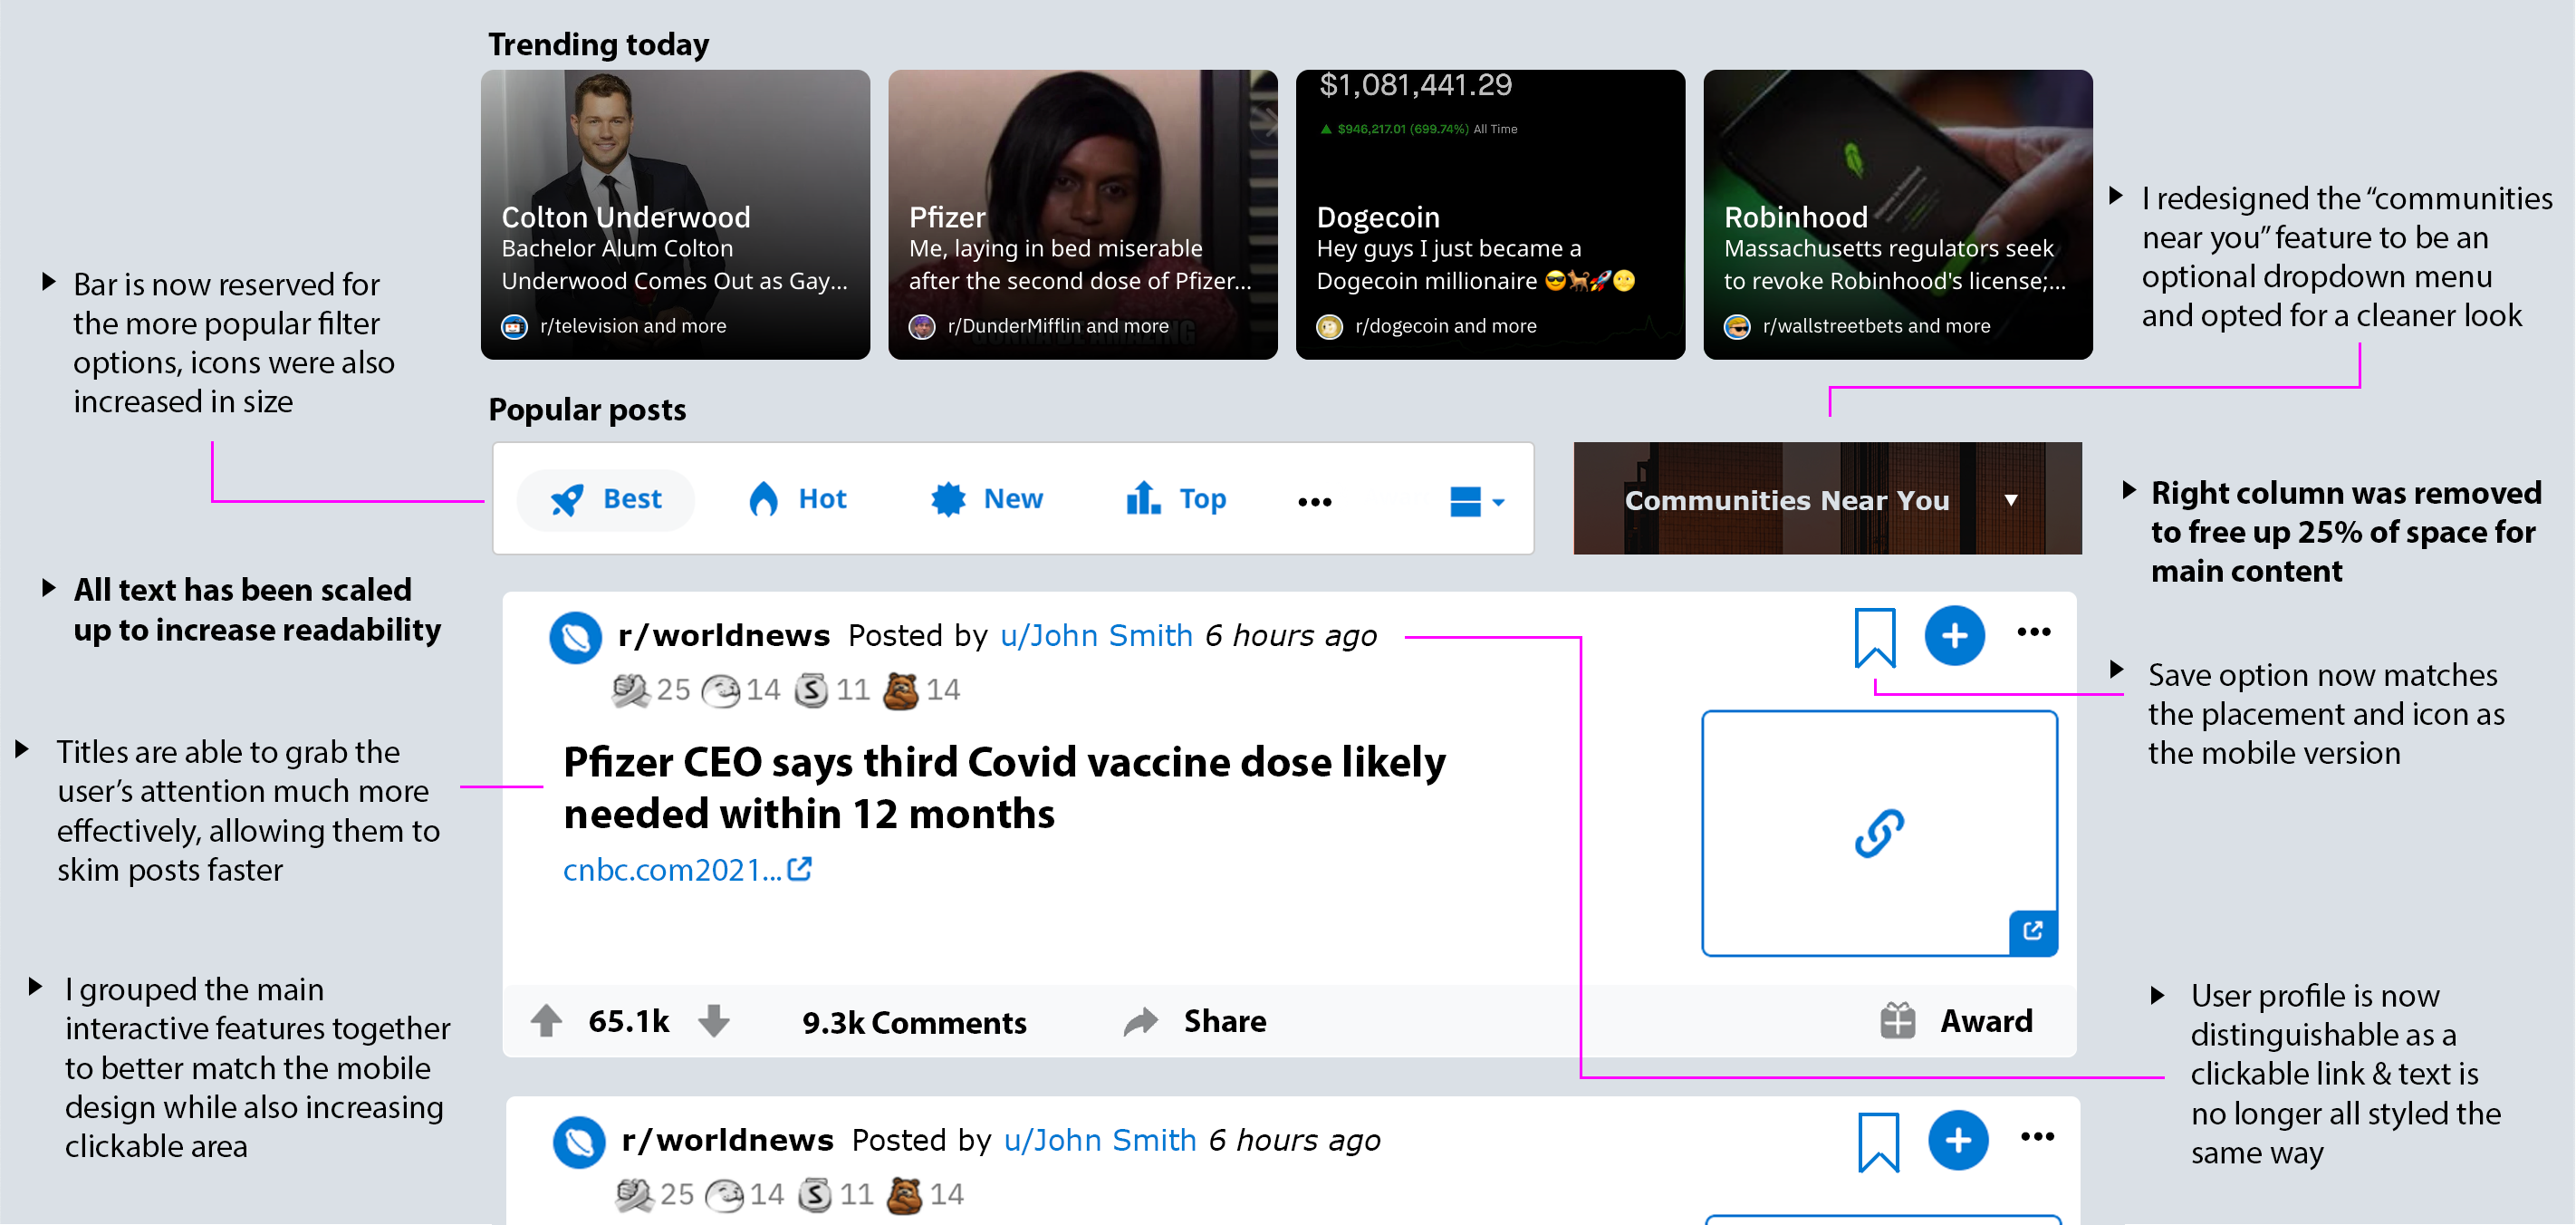 Trending today
$1,081,441.29
▲ $946,217.01 (699.74%) All Time
Colton Underwood
Bachelor Alum Colton
Underwood Comes Out as Gay...
r/television and more
Pfizer
Me, laying in bed miserable
after the second dose of Pfizer...
r/DunderMifflin and more
GONNA BE AMAZING
Dogecoin
Hey guys I just became a
Dogecoin millionaire 😎🐕🚀🌝
r/dogecoin and more
Robinhood
Massachusetts regulators seek
to revoke Robinhood's license;...
r/wallstreetbets and more
I redesigned the “communities
near you” feature to be an
optional dropdown menu
and opted for a cleaner look
Bar is now reserved for
the more popular filter
options, icons were also
increased in size
Popular posts
Best Hot New Top •••
Communities Near You ▼
Right column was removed
to free up 25% of space for
main content
All text has been scaled
up to increase readability
r/worldnews Posted by u/John Smith 6 hours ago •••
25 14 11 14
Save option now matches
the placement and icon as
the mobile version
Titles are able to grab the
user’s attention much more
effectively, allowing them to
skim posts faster
Pfizer CEO says third Covid vaccine dose likely
needed within 12 months
cnbc.com2021...
I grouped the main
interactive features together
to better match the mobile
design while also increasing
clickable area
65.1k 9.3k Comments Share Award
User profile is now
distinguishable as a
clickable link & text is
no longer all styled the
same way
r/worldnews Posted by u/John Smith 6 hours ago •••
25 14 11 14